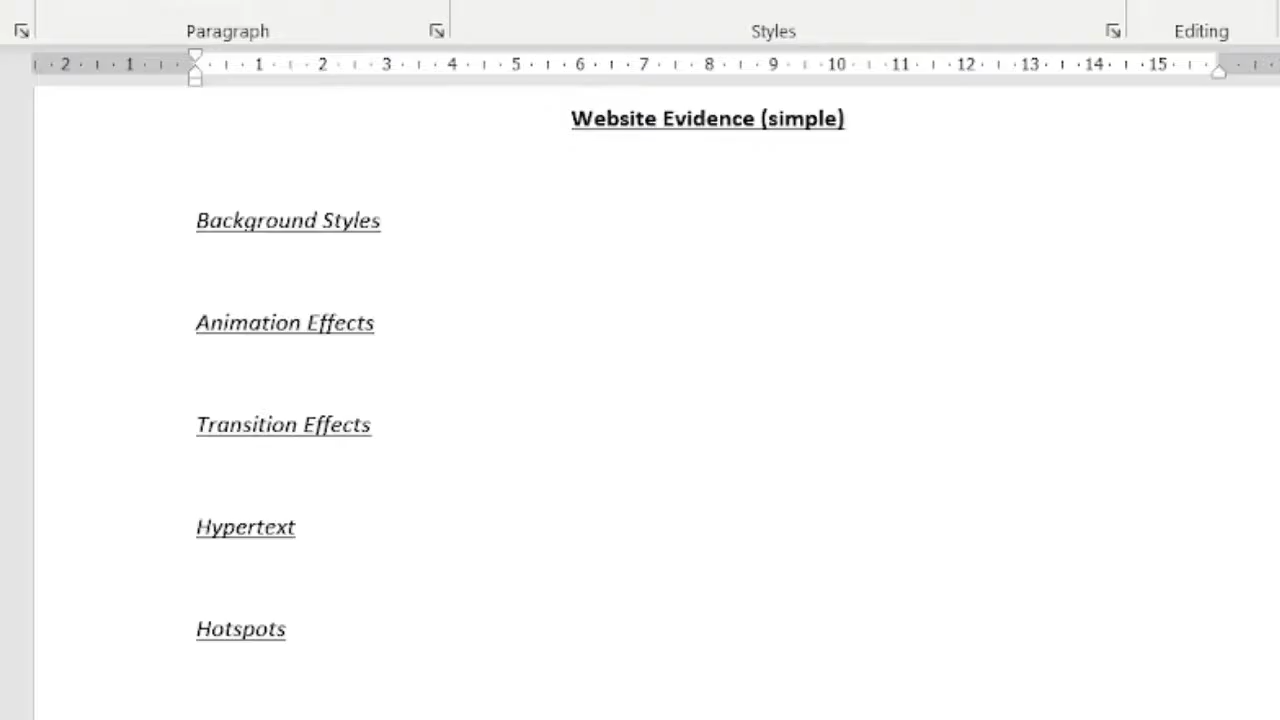 Paragraph Styles Editing
2 1 1 2 3 4 5 6 7 8 9 10 11 12 13 14 15
Website Evidence (simple)
Background Styles
Animation Effects
Transition Effects
Hypertext
Hotspots